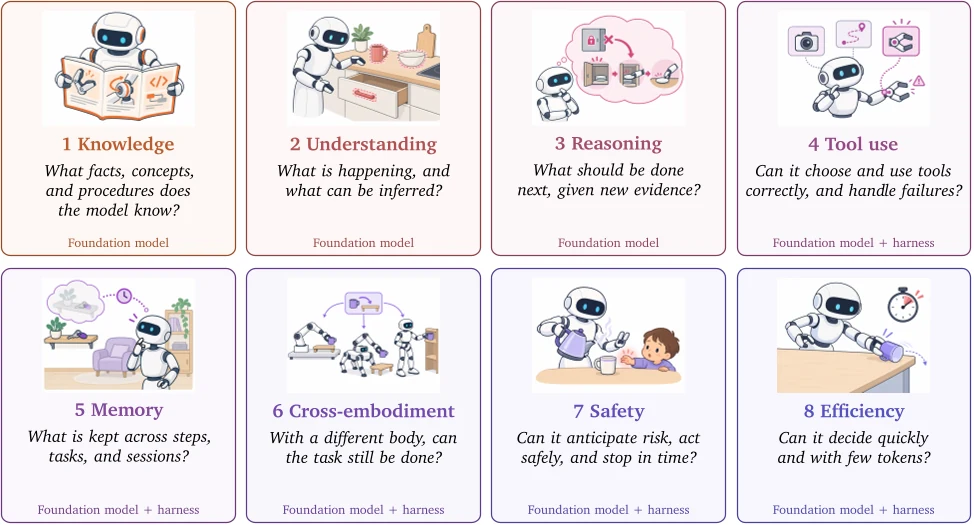 </>
1 Knowledge
What facts, concepts,
and procedures does
the model know?
Foundation model
2 Understanding
What is happening, and
what can be inferred?
Foundation model
3 Reasoning
What should be done
next, given new evidence?
Foundation model
4 Tool use
Can it choose and use tools
correctly, and handle failures?
Foundation model + harness
5 Memory
What is kept across steps,
tasks, and sessions?
Foundation model + harness
6 Cross-embodiment
With a different body, can
the task still be done?
Foundation model + harness
7 Safety
Can it anticipate risk, act
safely, and stop in time?
Foundation model + harness
8 Efficiency
Can it decide quickly
and with few tokens?
Foundation model + harness